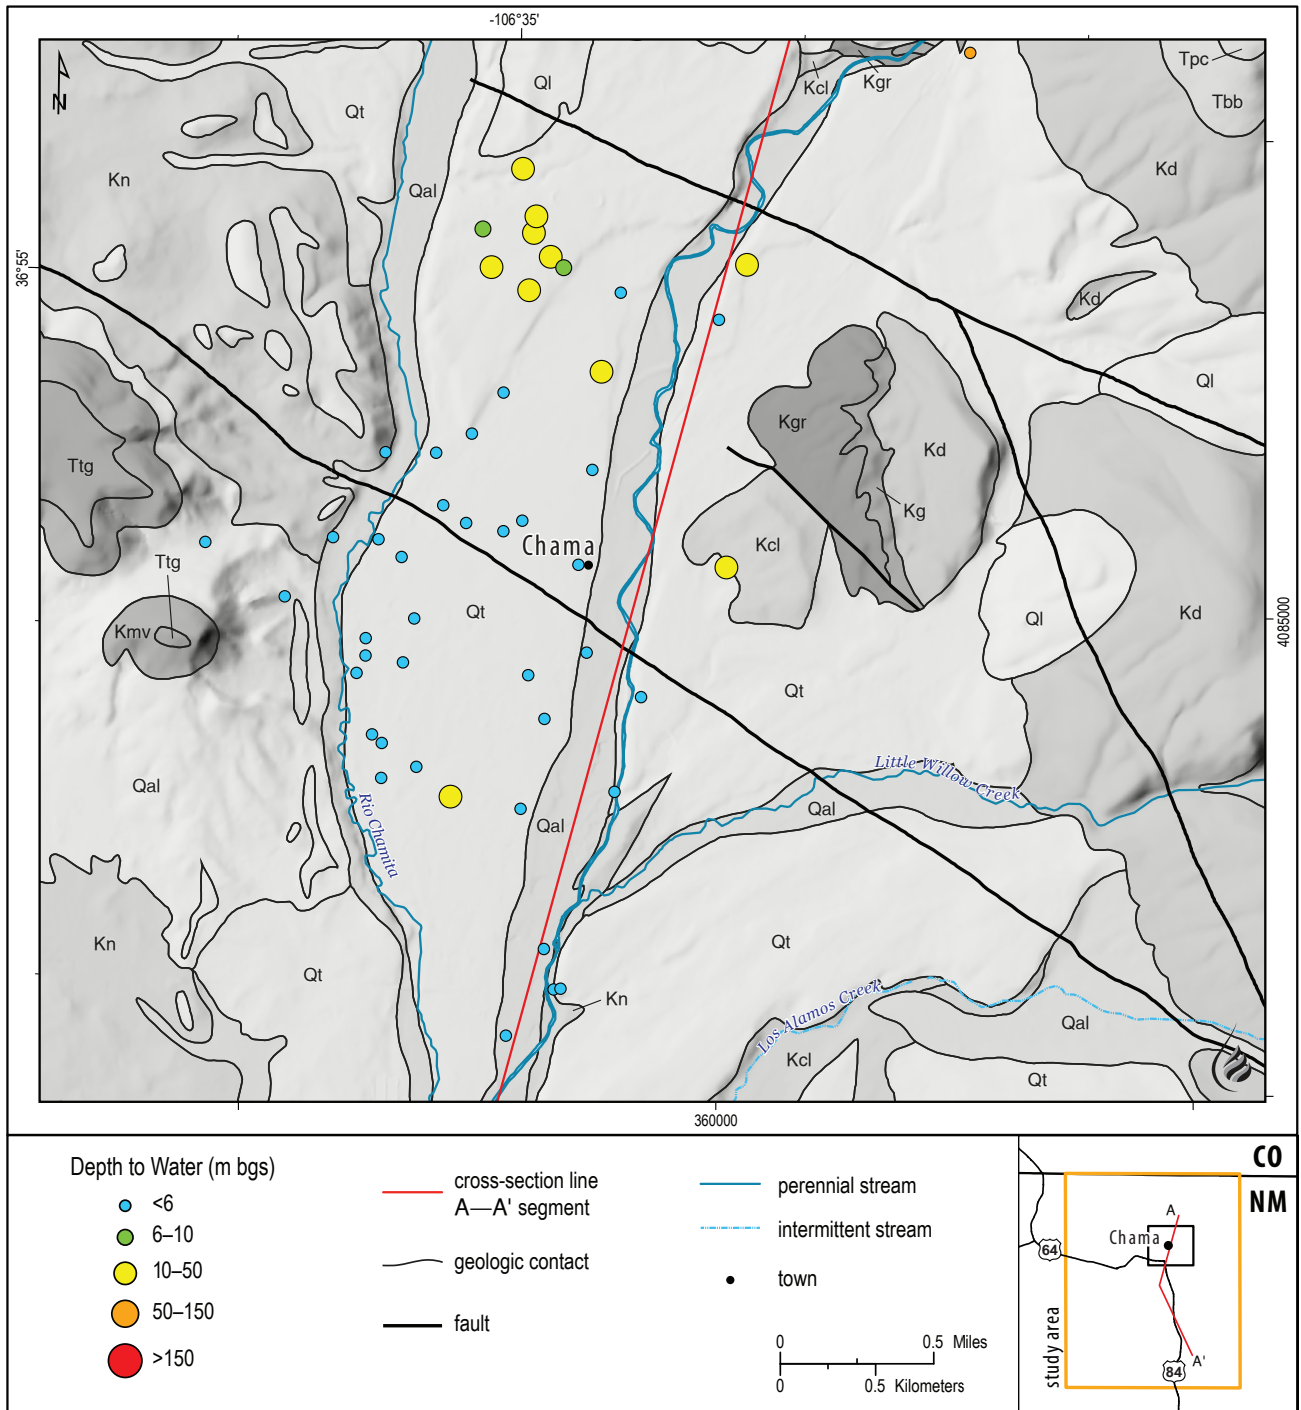 -106°35'
36°55'
N
Qt
Ql
Kcl
Kgr
Tpc
Tbb
Kn
Qal
Kd
Kd
Ql
Ttg
Kgr
Kd
Kg
Kcl
Chama
Ttg
Kmv
Qt
Ql
Kd
4085000
Qt
Little Willow Creek
Qal
Rio Chamita
Qal
Qal
Kn
Qt
Qt
Kn
Los Alamos Creek
Qal
Kcl
Qt
360000
Depth to Water (m bgs)
<6
6–10
10–50
50–150
>150
cross-section line
A—A' segment
geologic contact
fault
perennial stream
intermittent stream
town
0 0.5 Miles
0 0.5 Kilometers
CO
NM
A
Chama
64
study area
A'
84